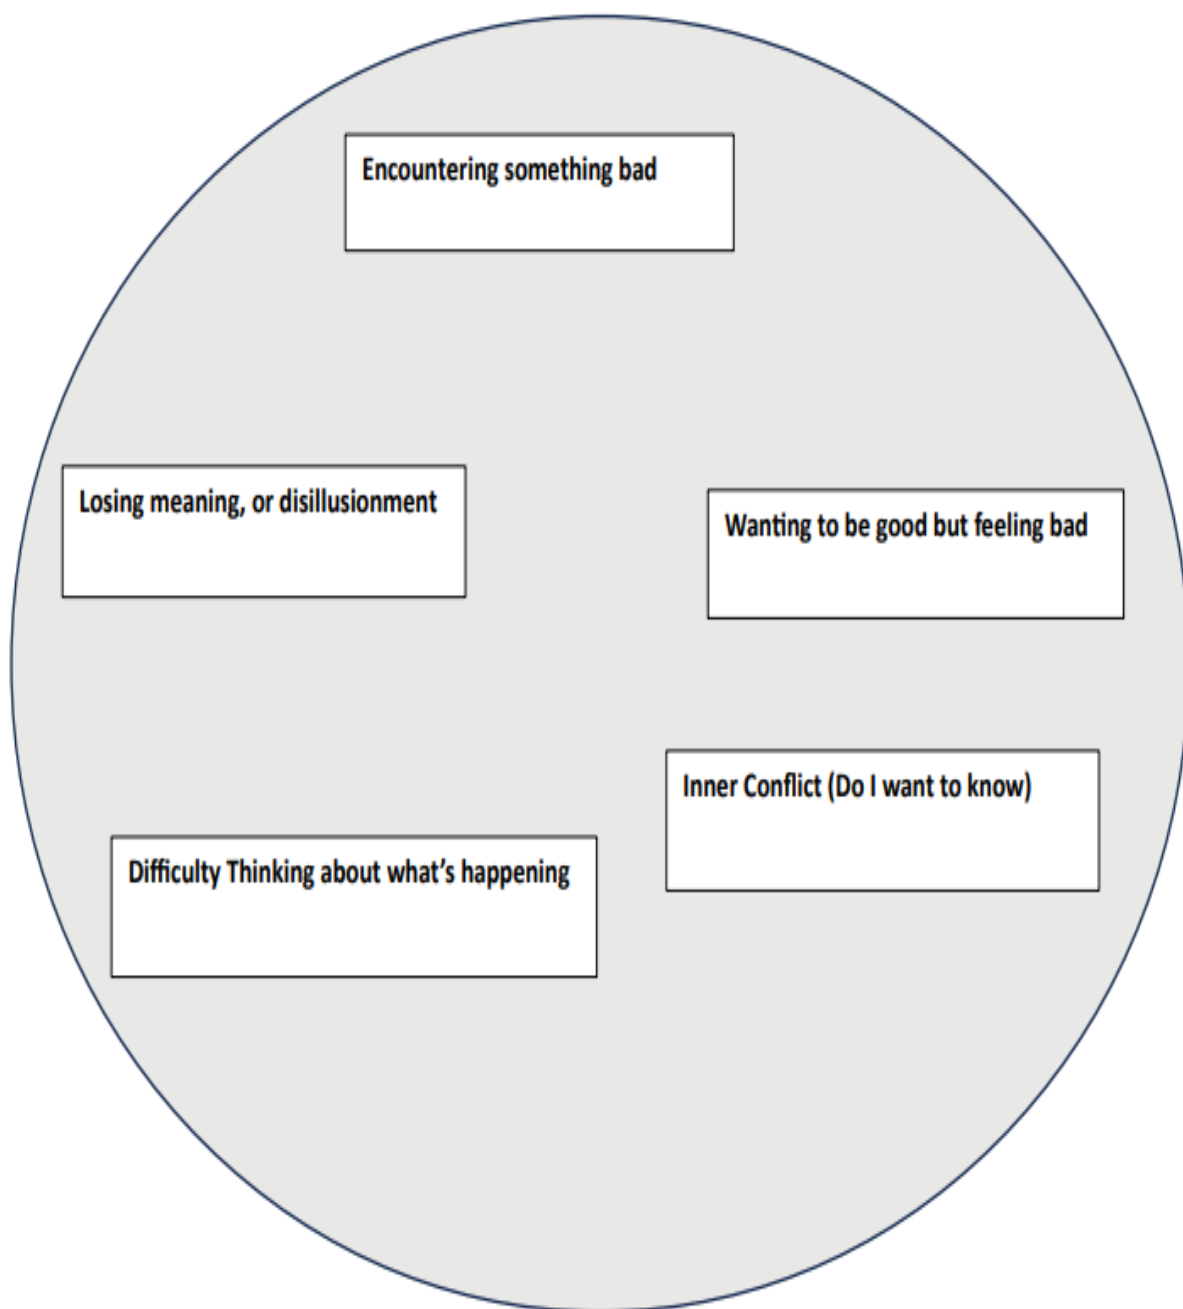 Encountering something bad
Losing meaning, or disillusionment
Wanting to be good but feeling bad
Inner Conflict (Do I want to know)
Difficulty Thinking about what's happening